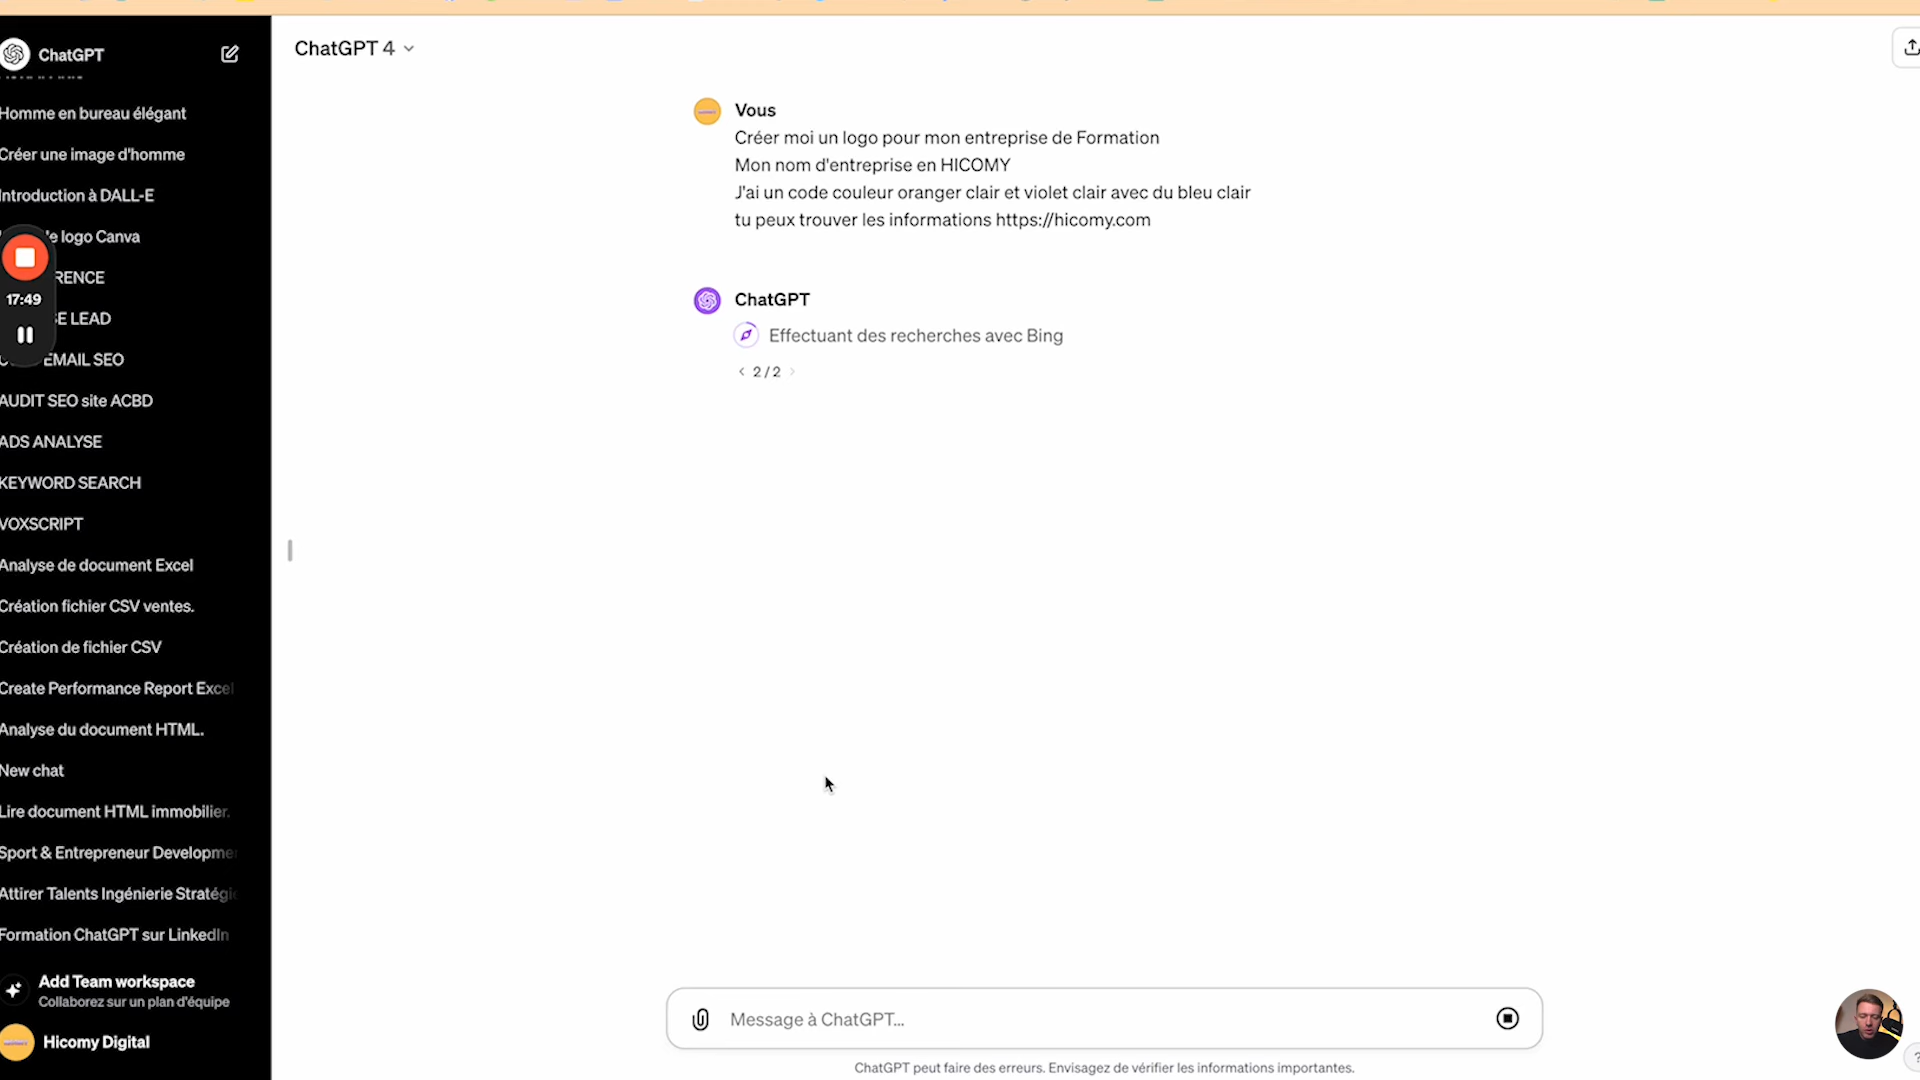 ChatGPT
Homme en bureau élégant
Créer une image d'homme
Introduction à DALL-E
logo Canva
17:49
LEAD
EMAIL SEO
AUDIT SEO site ACBD
ADS ANALYSE
KEYWORD SEARCH
VOXSCRIPT
Analyse de document Excel
Création fichier CSV ventes.
Création de fichier CSV
Create Performance Report Excel
Analyse du document HTML.
New chat
Lire document HTML immobilier.
Sport & Entrepreneur Developme
Attirer Talents Ingénierie Stratégi
Formation ChatGPT sur LinkedIn
Add Team workspace
Collaborez sur un plan d'équipe
Hicomy Digital
ChatGPT 4
Vous
Créer moi un logo pour mon entreprise de Formation
Mon nom d'entreprise en HICOMY
J'ai un code couleur oranger clair et violet clair avec du bleu clair
tu peux trouver les informations https://hicomy.com
ChatGPT
Effectuant des recherches avec Bing
< 2 / 2 >
Message à ChatGPT...
ChatGPT peut faire des erreurs. Envisagez de vérifier les informations importantes.
?